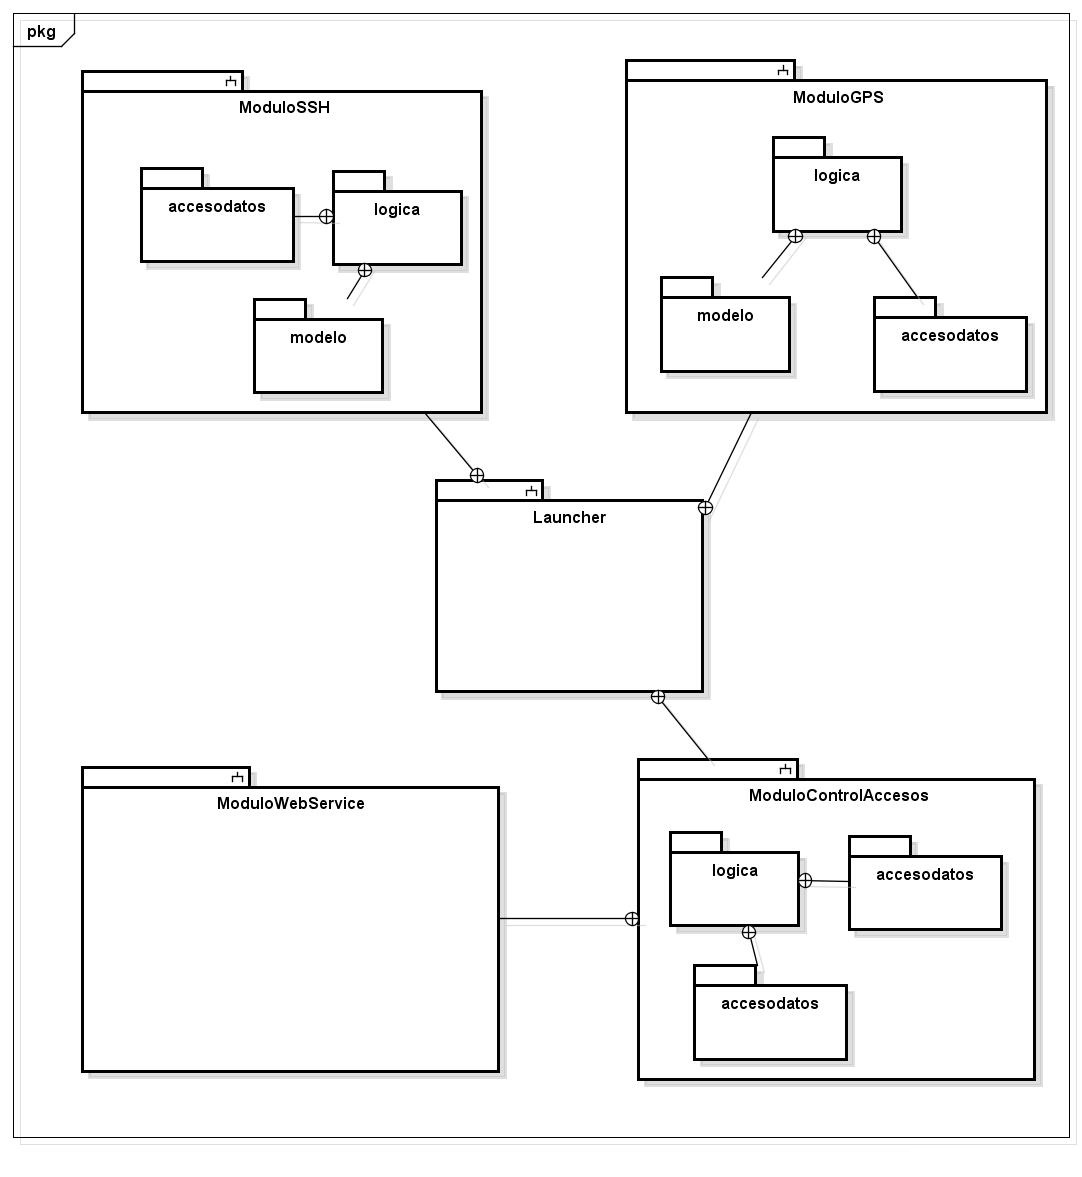 pkg
ModuloSSH
accesodatos
logica
modelo
ModuloGPS
logica
modelo
accesodatos
Launcher
ModuloWebService
ModuloControlAccesos
logica
accesodatos
accesodatos